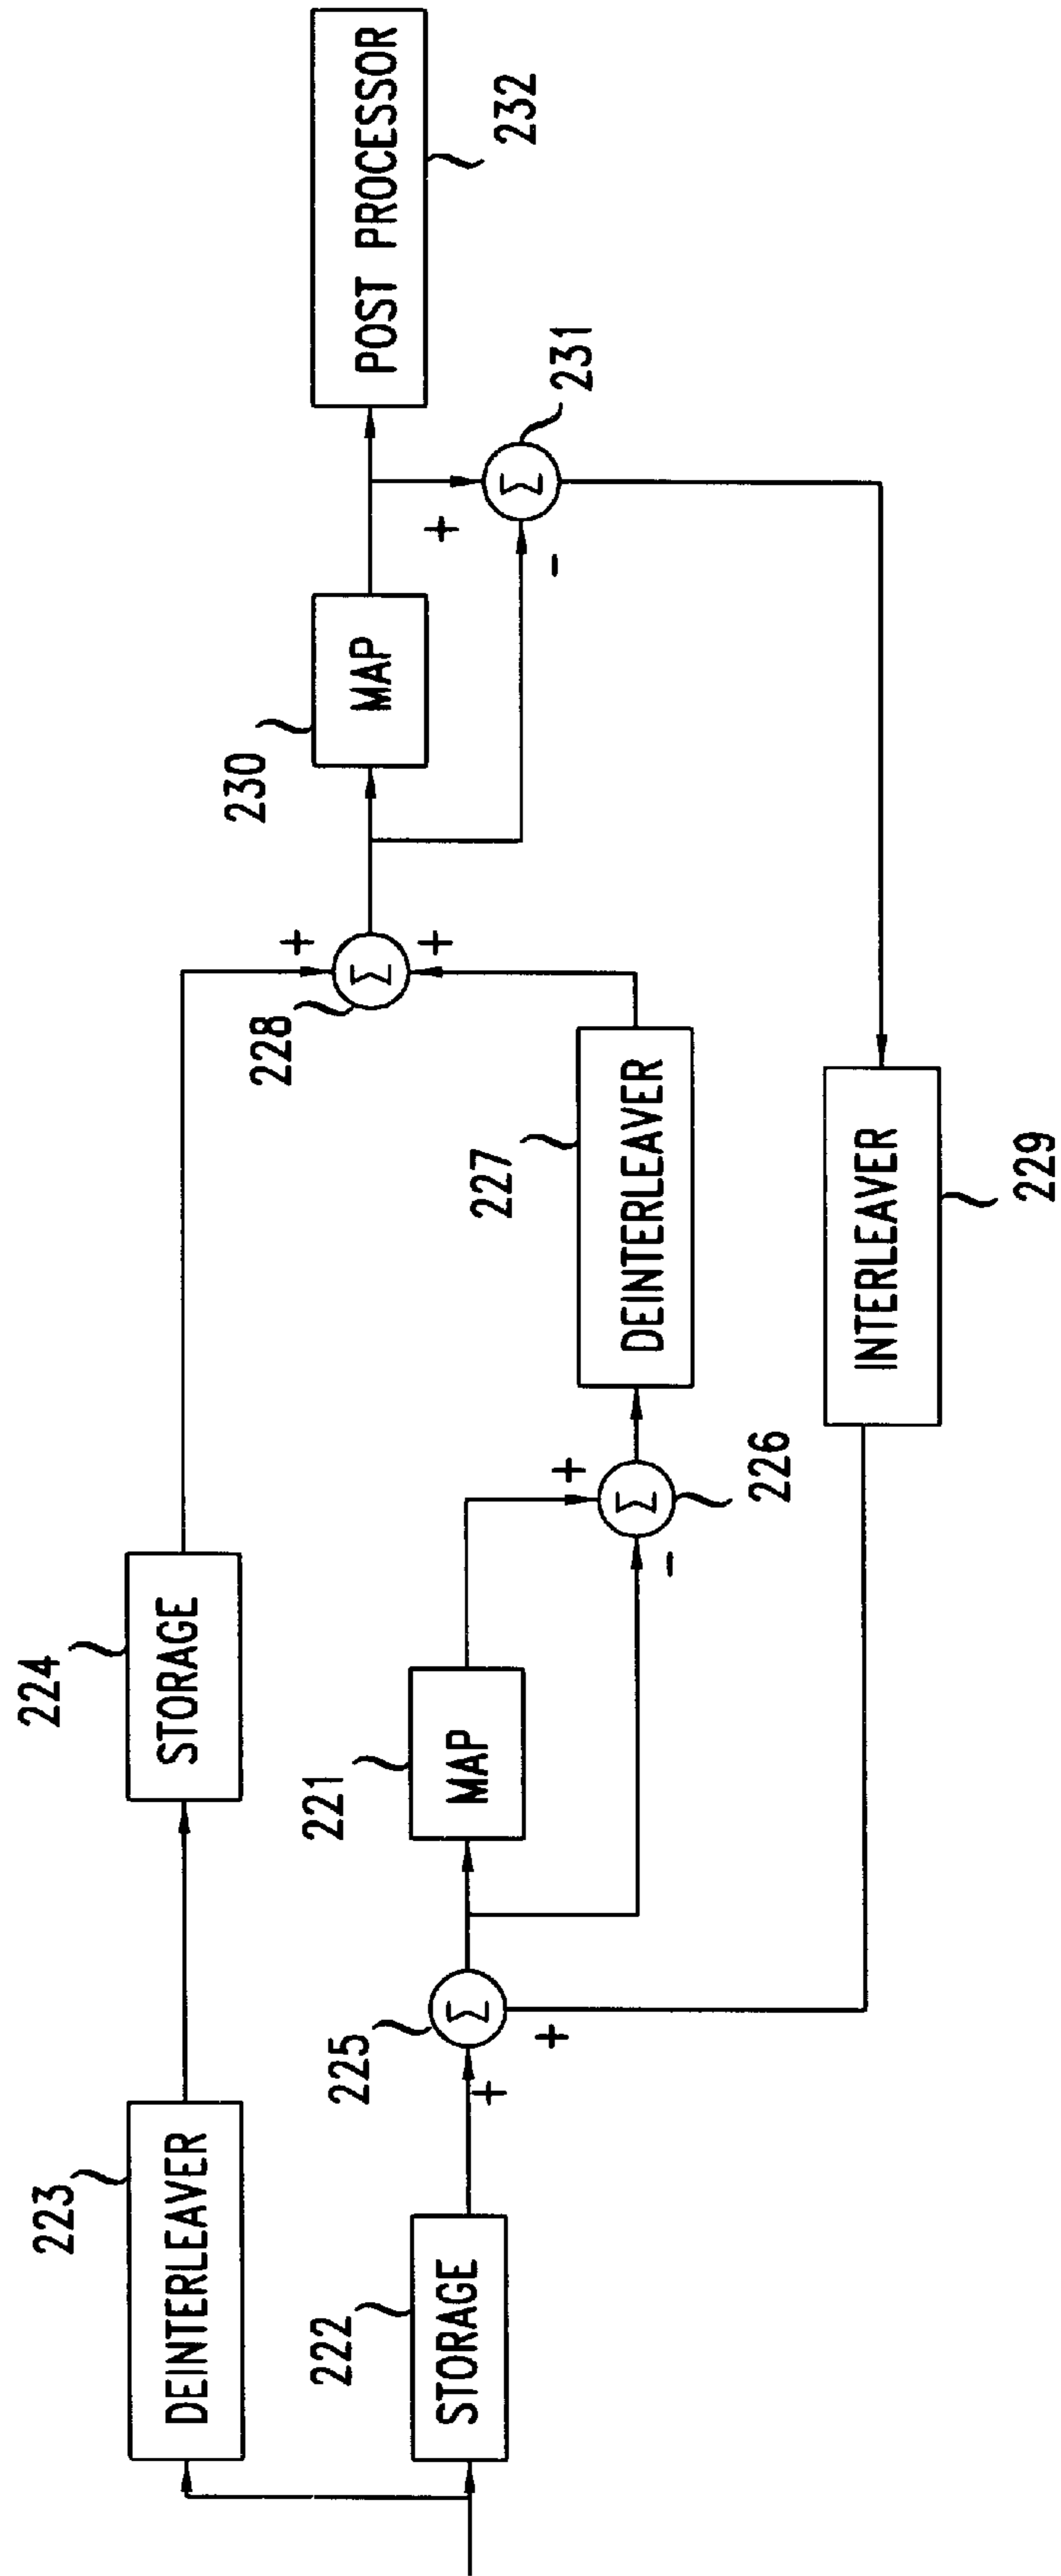 223
DEINTERLEAVER
224
STORAGE
222
STORAGE
+
225
Σ
+
221
MAP
+
-
Σ
226
227
DEINTERLEAVER
228
+
Σ
+
230
MAP
POST PROCESSOR
232
+
-
Σ
231
INTERLEAVER
229